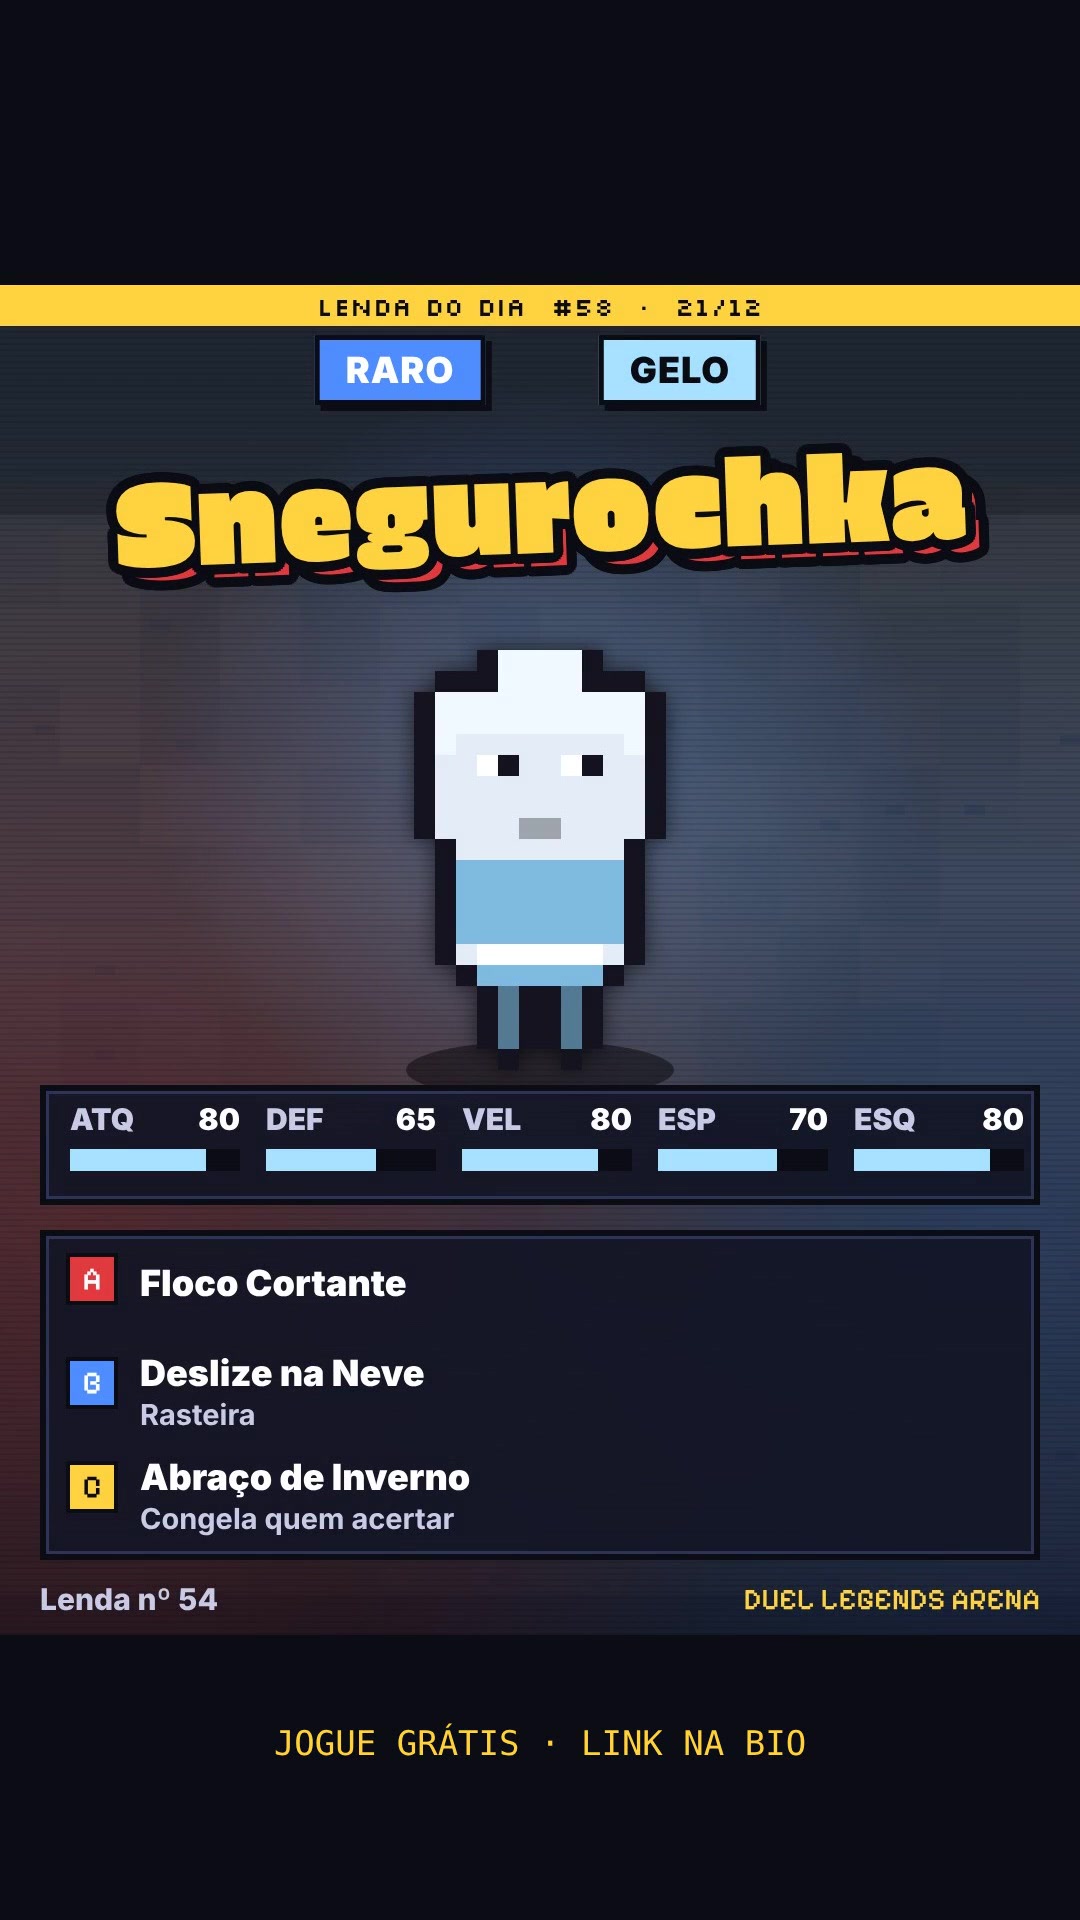 LENDA DO DIA #58 · 21/12
RARO GELO
Snegurochka
ATQ 80 DEF 65 VEL 80 ESP 70 ESQ 80
A Floco Cortante
B Deslize na Neve
Rasteira
C Abraço de Inverno
Congela quem acertar
Lenda nº 54 DUEL LEGENDS ARENA
JOGUE GRÁTIS · LINK NA BIO